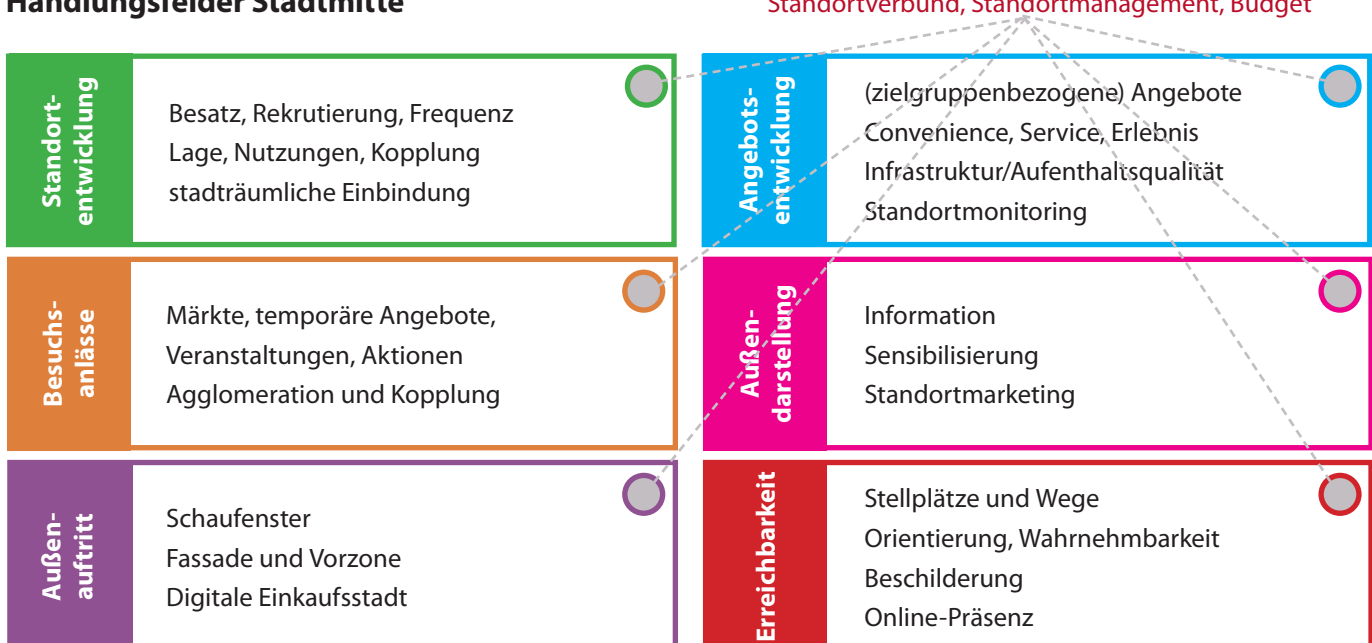 Handlungsfelder Stadtmitte
Standortverbund, Standortmanagement, Budget
Standort-
entwicklung
Besatz, Rekrutierung, Frequenz
Lage, Nutzungen, Kopplung
stadträumliche Einbindung
Angebots-
entwicklung
(zielgruppenbezogene) Angebote
Convenience, Service, Erlebnis
Infrastruktur/Aufenthaltsqualität
Standortmonitoring
Besuchs-
anlässe
Märkte, temporäre Angebote,
Veranstaltungen, Aktionen
Agglomeration und Kopplung
Außen-
darstellung
Information
Sensibilisierung
Standortmarketing
Außen-
auftritt
Schaufenster
Fassade und Vorzone
Digitale Einkaufsstadt
Erreichbarkeit
Stellplätze und Wege
Orientierung, Wahrnehmbarkeit
Beschilderung
Online-Präsenz